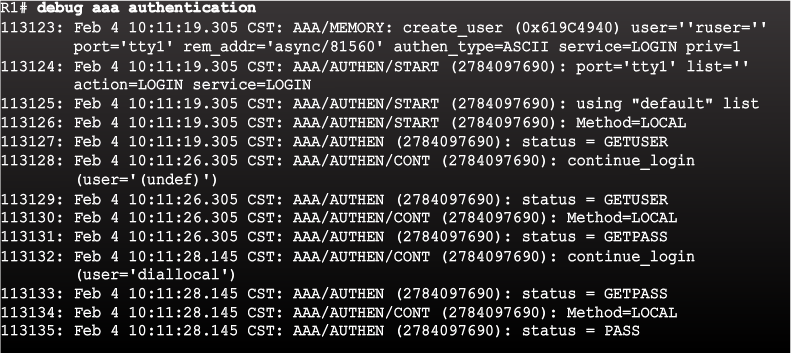 R1# debug aaa authentication
113123: Feb 4 10:11:19.305 CST: AAA/MEMORY: create_user (0x619C4940) user=''ruser=''
port='tty1' rem_addr='async/81560' authen_type=ASCII service=LOGIN priv=1
113124: Feb 4 10:11:19.305 CST: AAA/AUTHEN/START (2784097690): port='tty1' list=''
action=LOGIN service=LOGIN
113125: Feb 4 10:11:19.305 CST: AAA/AUTHEN/START (2784097690): using "default" list
113126: Feb 4 10:11:19.305 CST: AAA/AUTHEN/START (2784097690): Method=LOCAL
113127: Feb 4 10:11:19.305 CST: AAA/AUTHEN (2784097690): status = GETUSER
113128: Feb 4 10:11:26.305 CST: AAA/AUTHEN/CONT (2784097690): continue_login
(user='(undef)')
113129: Feb 4 10:11:26.305 CST: AAA/AUTHEN (2784097690): status = GETUSER
113130: Feb 4 10:11:26.305 CST: AAA/AUTHEN/CONT (2784097690): Method=LOCAL
113131: Feb 4 10:11:26.305 CST: AAA/AUTHEN (2784097690): status = GETPASS
113132: Feb 4 10:11:28.145 CST: AAA/AUTHEN/CONT (2784097690): continue_login
(user='diallocal')
113133: Feb 4 10:11:28.145 CST: AAA/AUTHEN (2784097690): status = GETPASS
113134: Feb 4 10:11:28.145 CST: AAA/AUTHEN/CONT (2784097690): Method=LOCAL
113135: Feb 4 10:11:28.145 CST: AAA/AUTHEN (2784097690): status = PASS